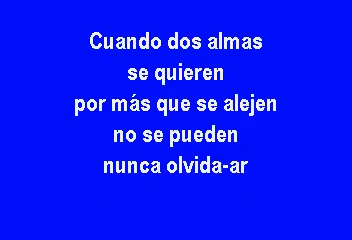 Cuando dos almas
se quieren
por más que se alejen
no se pueden
nunca olvida-ar